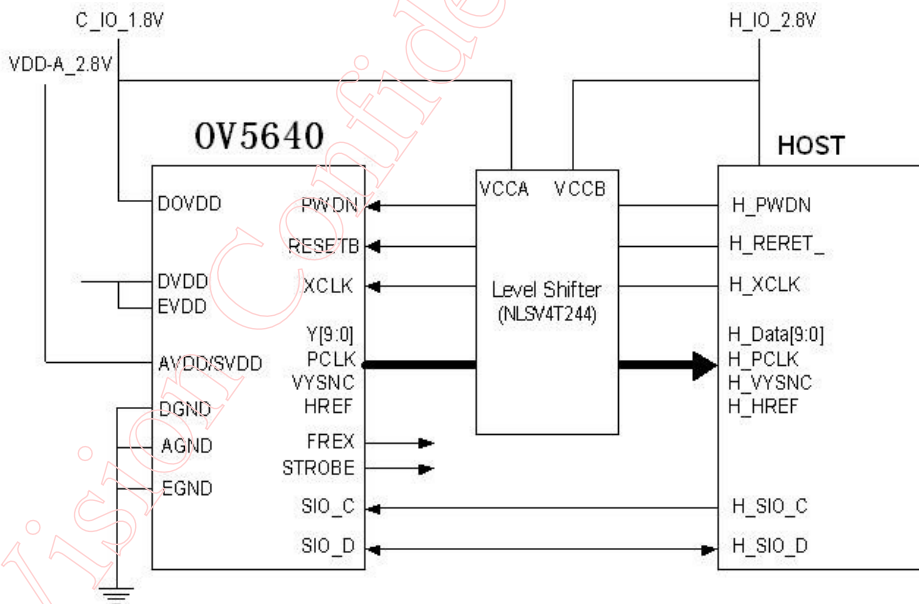 C_IO_1.8V
H_IO_2.8V
VDD-A_2.8V
OV5640
HOST
VCCA VCCB
DOVDD
PWDN
H_PWDN
RESETB
H_RERET_
DVDD
XCLK
H_XCLK
EVDD
Level Shifter
(NLSV4T244)
Y[9:0]
H_Data[9:0]
AVDD/SVDD
PCLK
H_PCLK
VYSNC
H_VYSNC
DGND
HREF
H_HREF
AGND
FREX
STROBE
EGND
SIO_C
H_SIO_C
SIO_D
H_SIO_D
Vision Confide